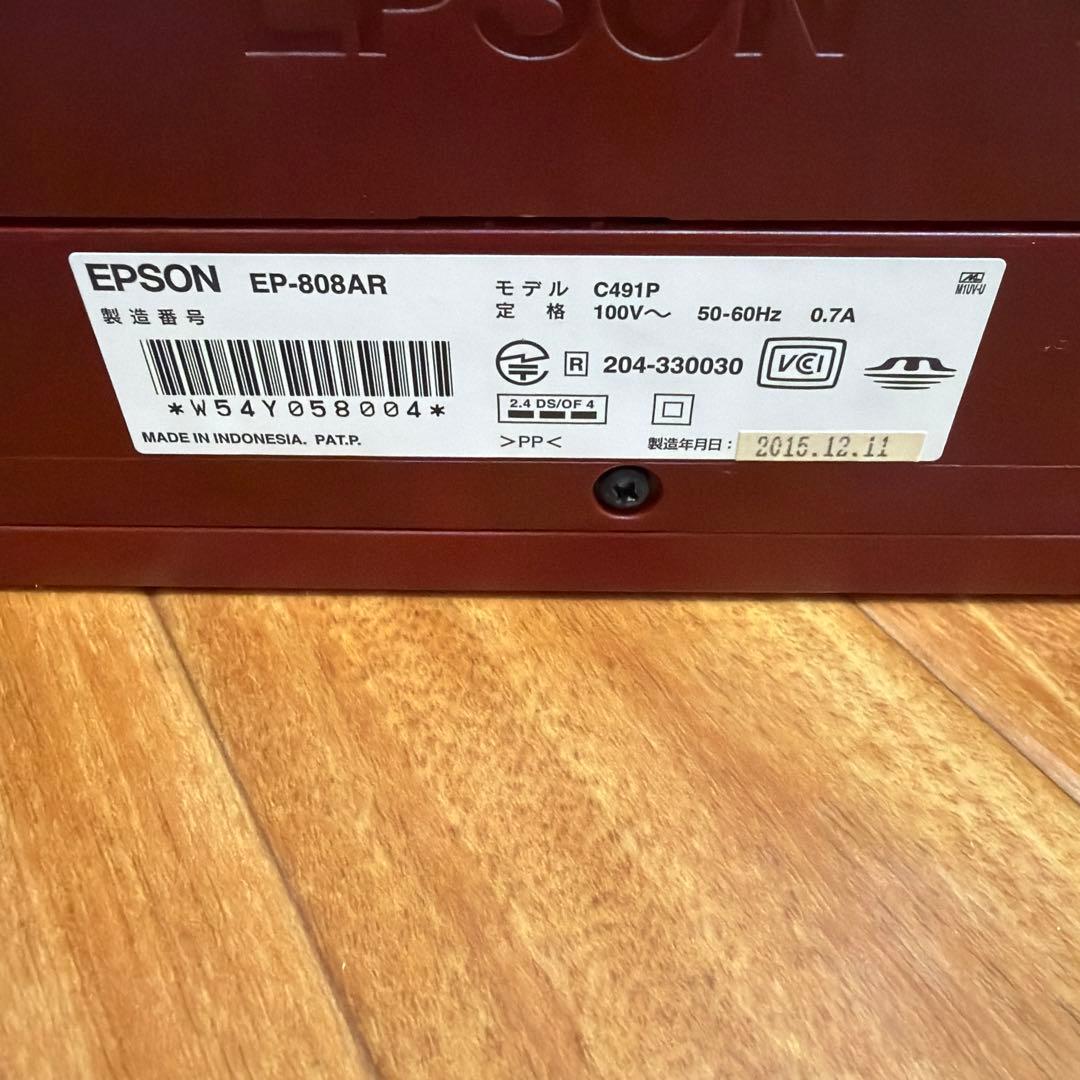 EPSON
EPSON EP-808AR
製造番号
*W54Y058004*
MADE IN INDONESIA. PAT.P.
モデル C491P
定格 100V～ 50-60Hz 0.7A
R 204-330030 VCCI
2.4 DS/OF 4
>PP<
製造年月日: 2015.12.11
M1UV-U